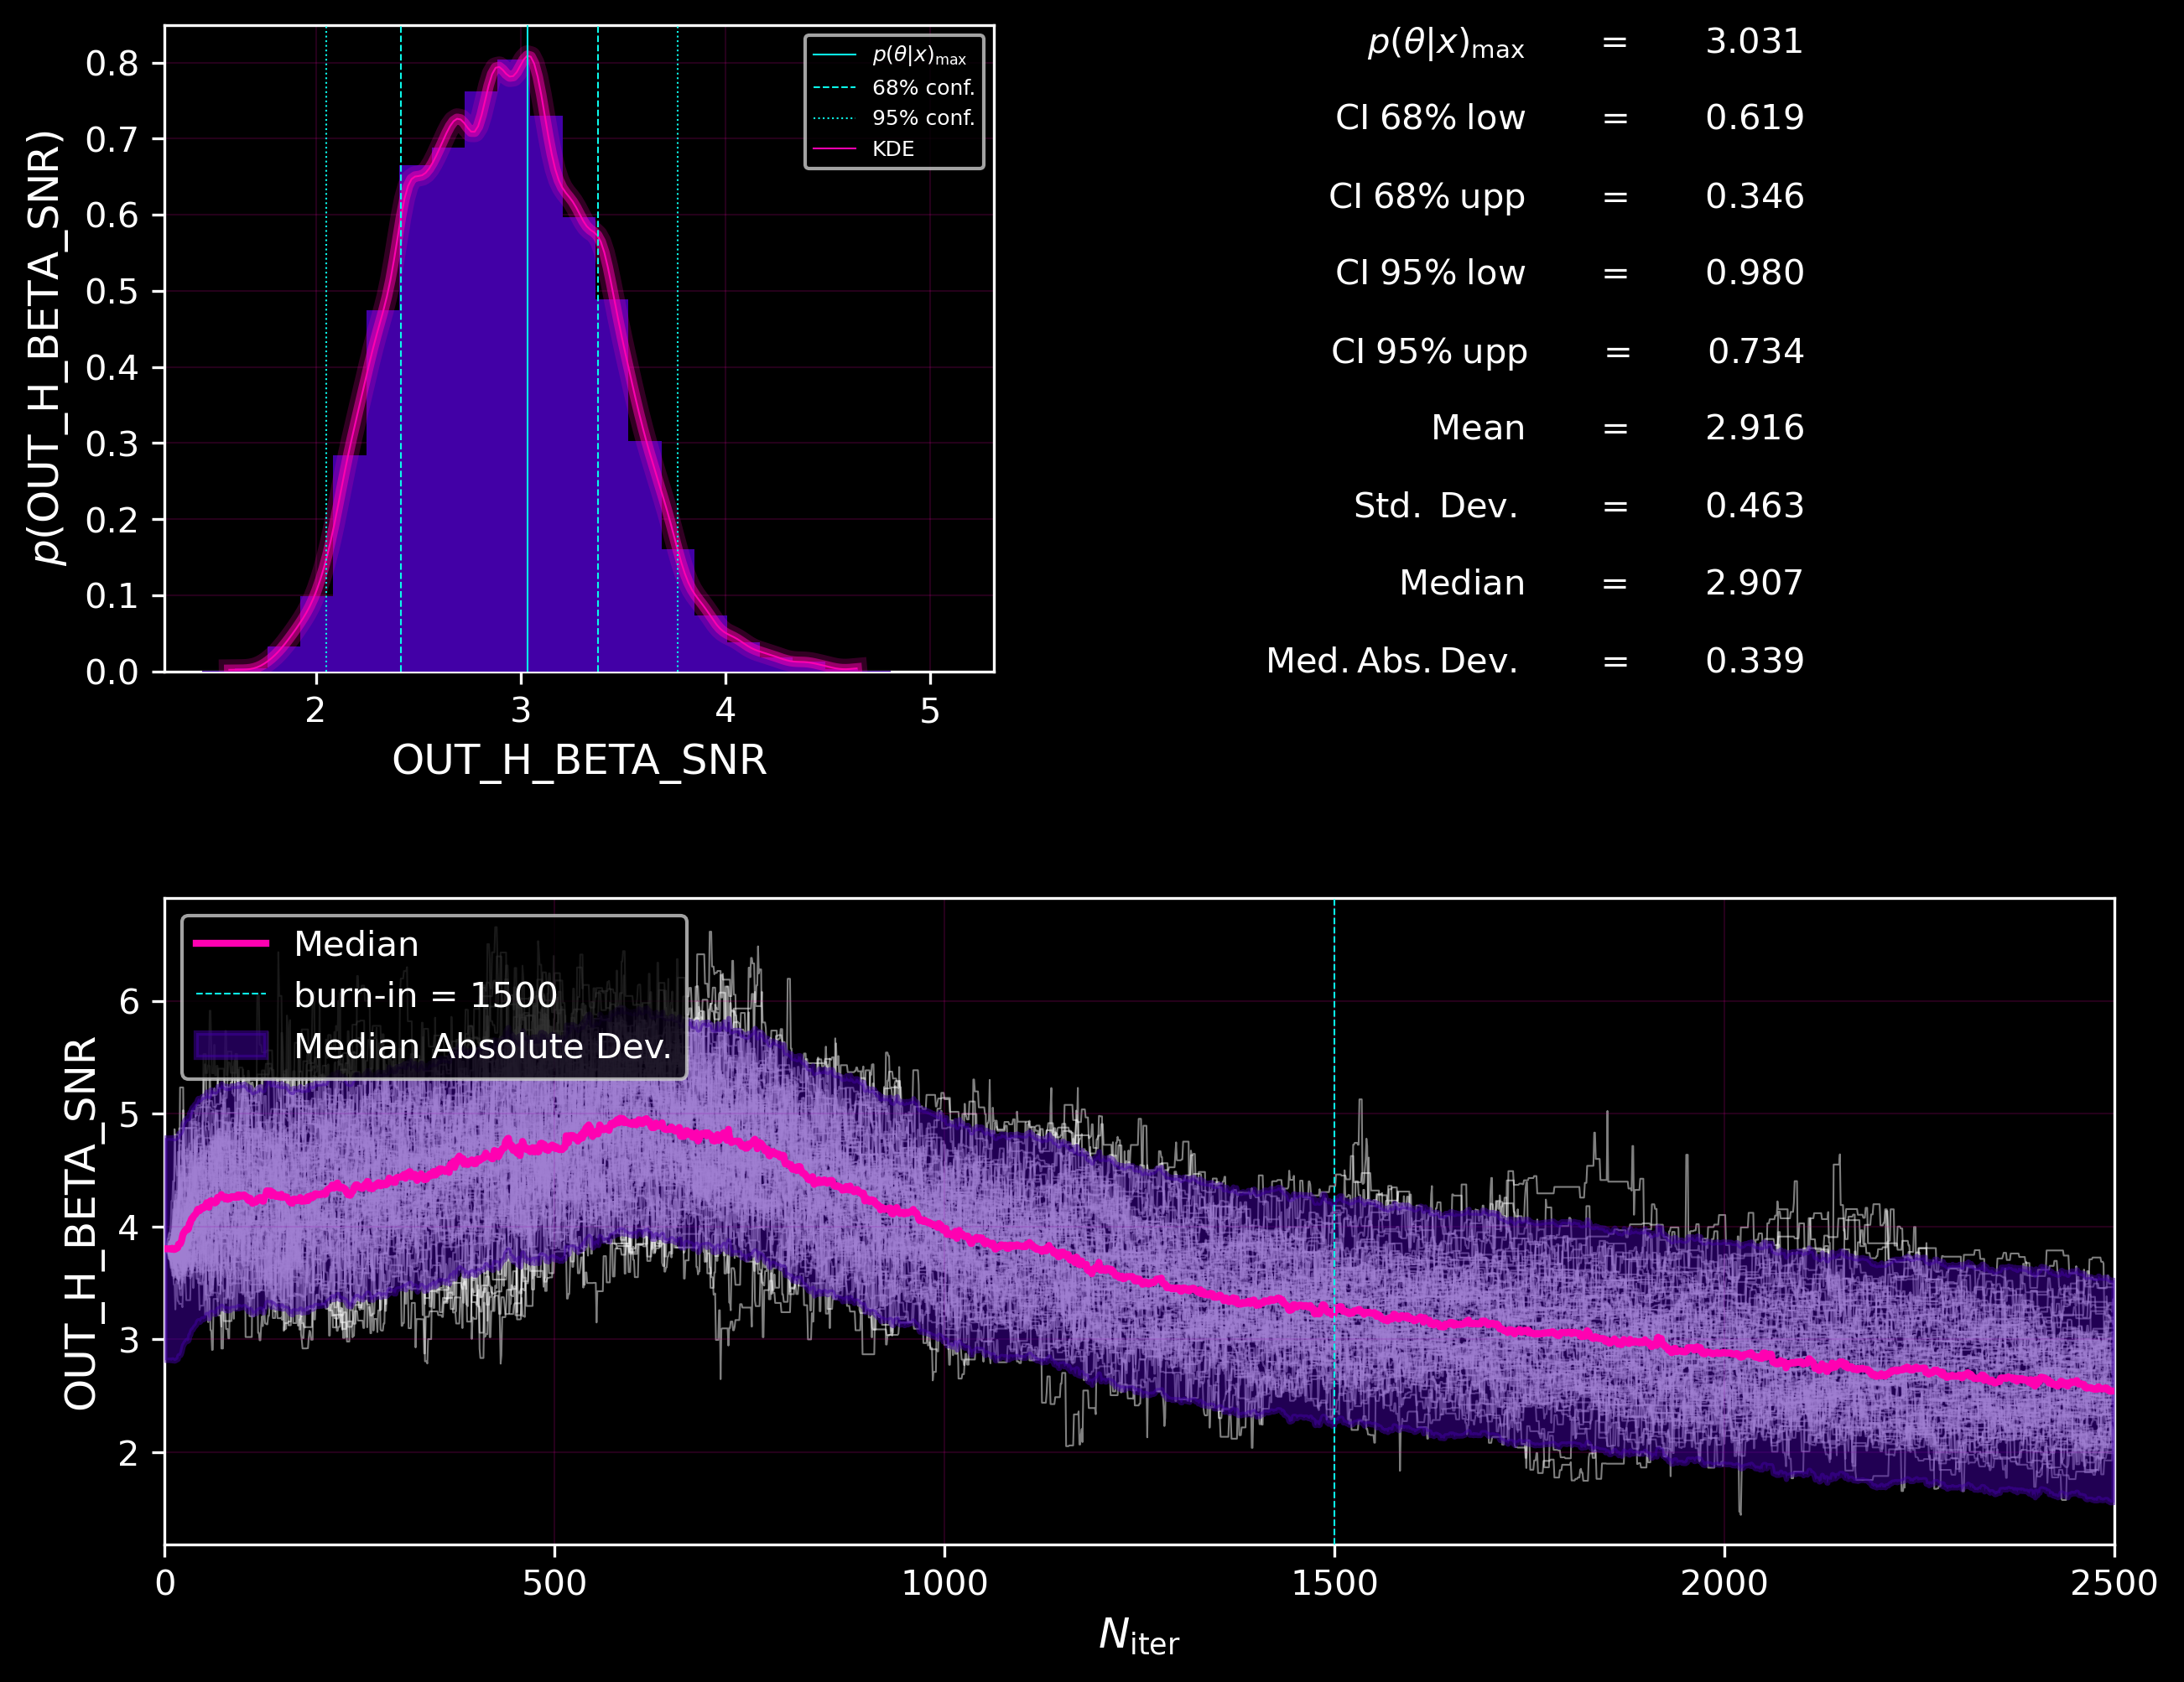 p(OUT_H_BETA_SNR)
0.8
0.7
0.6
0.5
0.4
0.3
0.2
0.1
0.0
2 3 4 5
OUT_H_BETA_SNR
p(θ|x)max
68% conf.
95% conf.
KDE
p(θ|x)max = 3.031
CI 68% low = 0.619
CI 68% upp = 0.346
CI 95% low = 0.980
CI 95% upp = 0.734
Mean = 2.916
Std. Dev. = 0.463
Median = 2.907
Med. Abs. Dev. = 0.339
OUT_H_BETA_SNR
6
5
4
3
2
Median
burn-in = 1500
Median Absolute Dev.
0 500 1000 1500 2000 2500
Niter